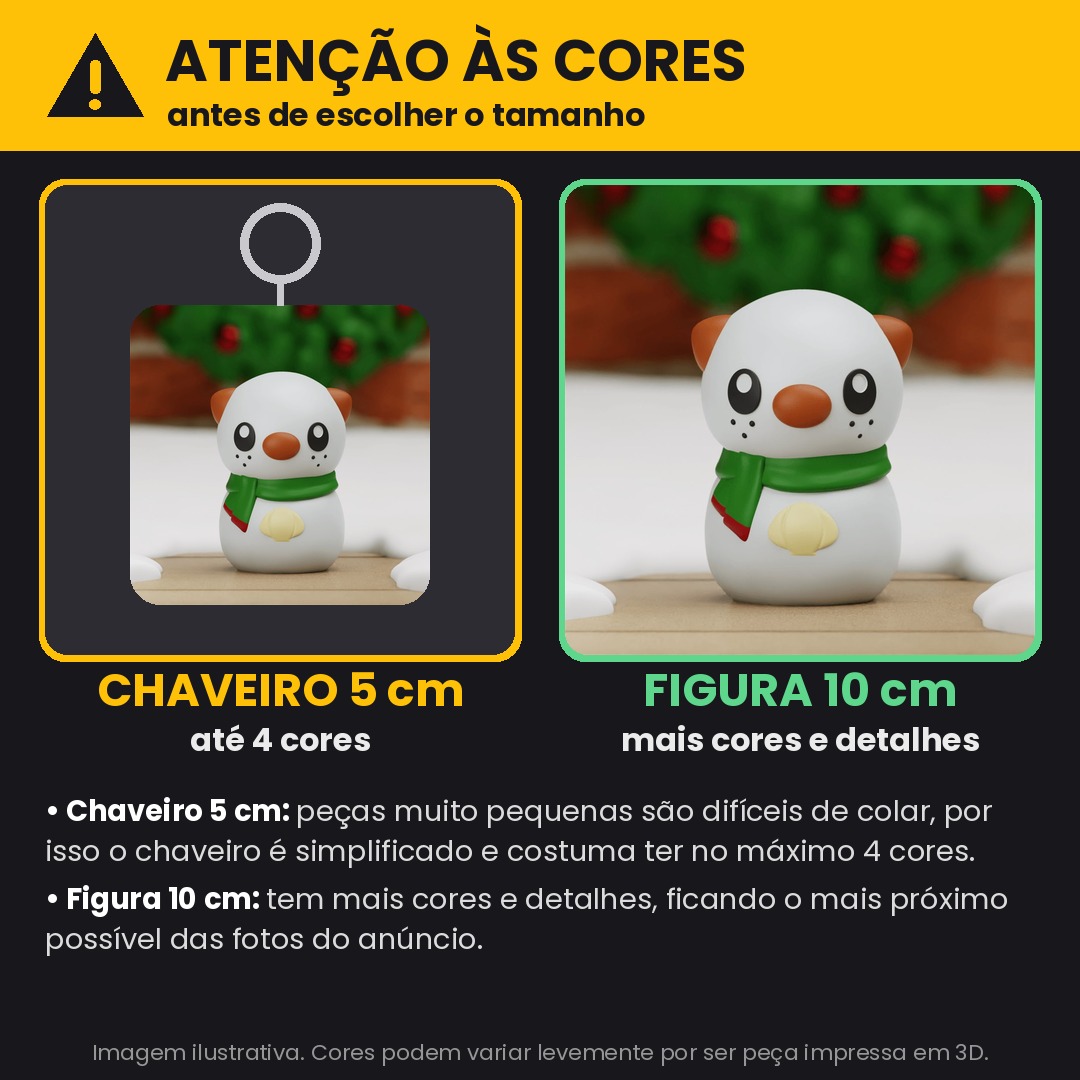 ATENÇÃO ÀS CORES
antes de escolher o tamanho
CHAVEIRO 5 cm
até 4 cores
FIGURA 10 cm
mais cores e detalhes
• Chaveiro 5 cm: peças muito pequenas são difíceis de colar, por
isso o chaveiro é simplificado e costuma ter no máximo 4 cores.
• Figura 10 cm: tem mais cores e detalhes, ficando o mais próximo
possível das fotos do anúncio.
Imagem ilustrativa. Cores podem variar levemente por ser peça impressa em 3D.